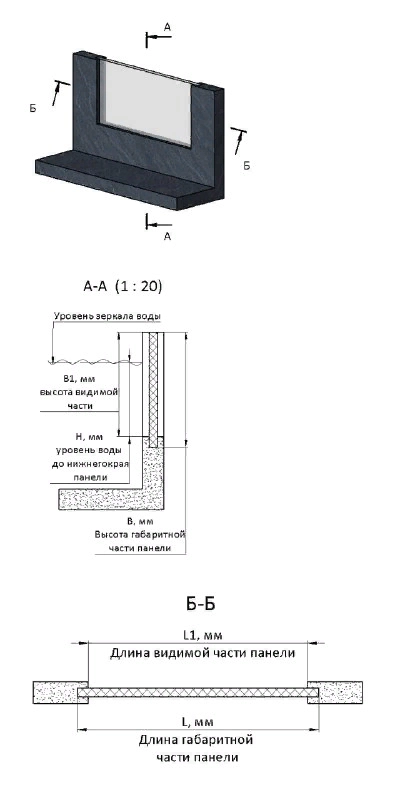 А
Б
Б
А
А-А (1 : 20)
Уровень зеркала воды
В1, мм
высота видимой
части
Н, мм
уровень воды
до нижнегокрая
панели
В, мм
Высота габаритной
части панели
Б-Б
L1, мм
Длина видимой части панели
L, мм
Длина габаритной
части панели